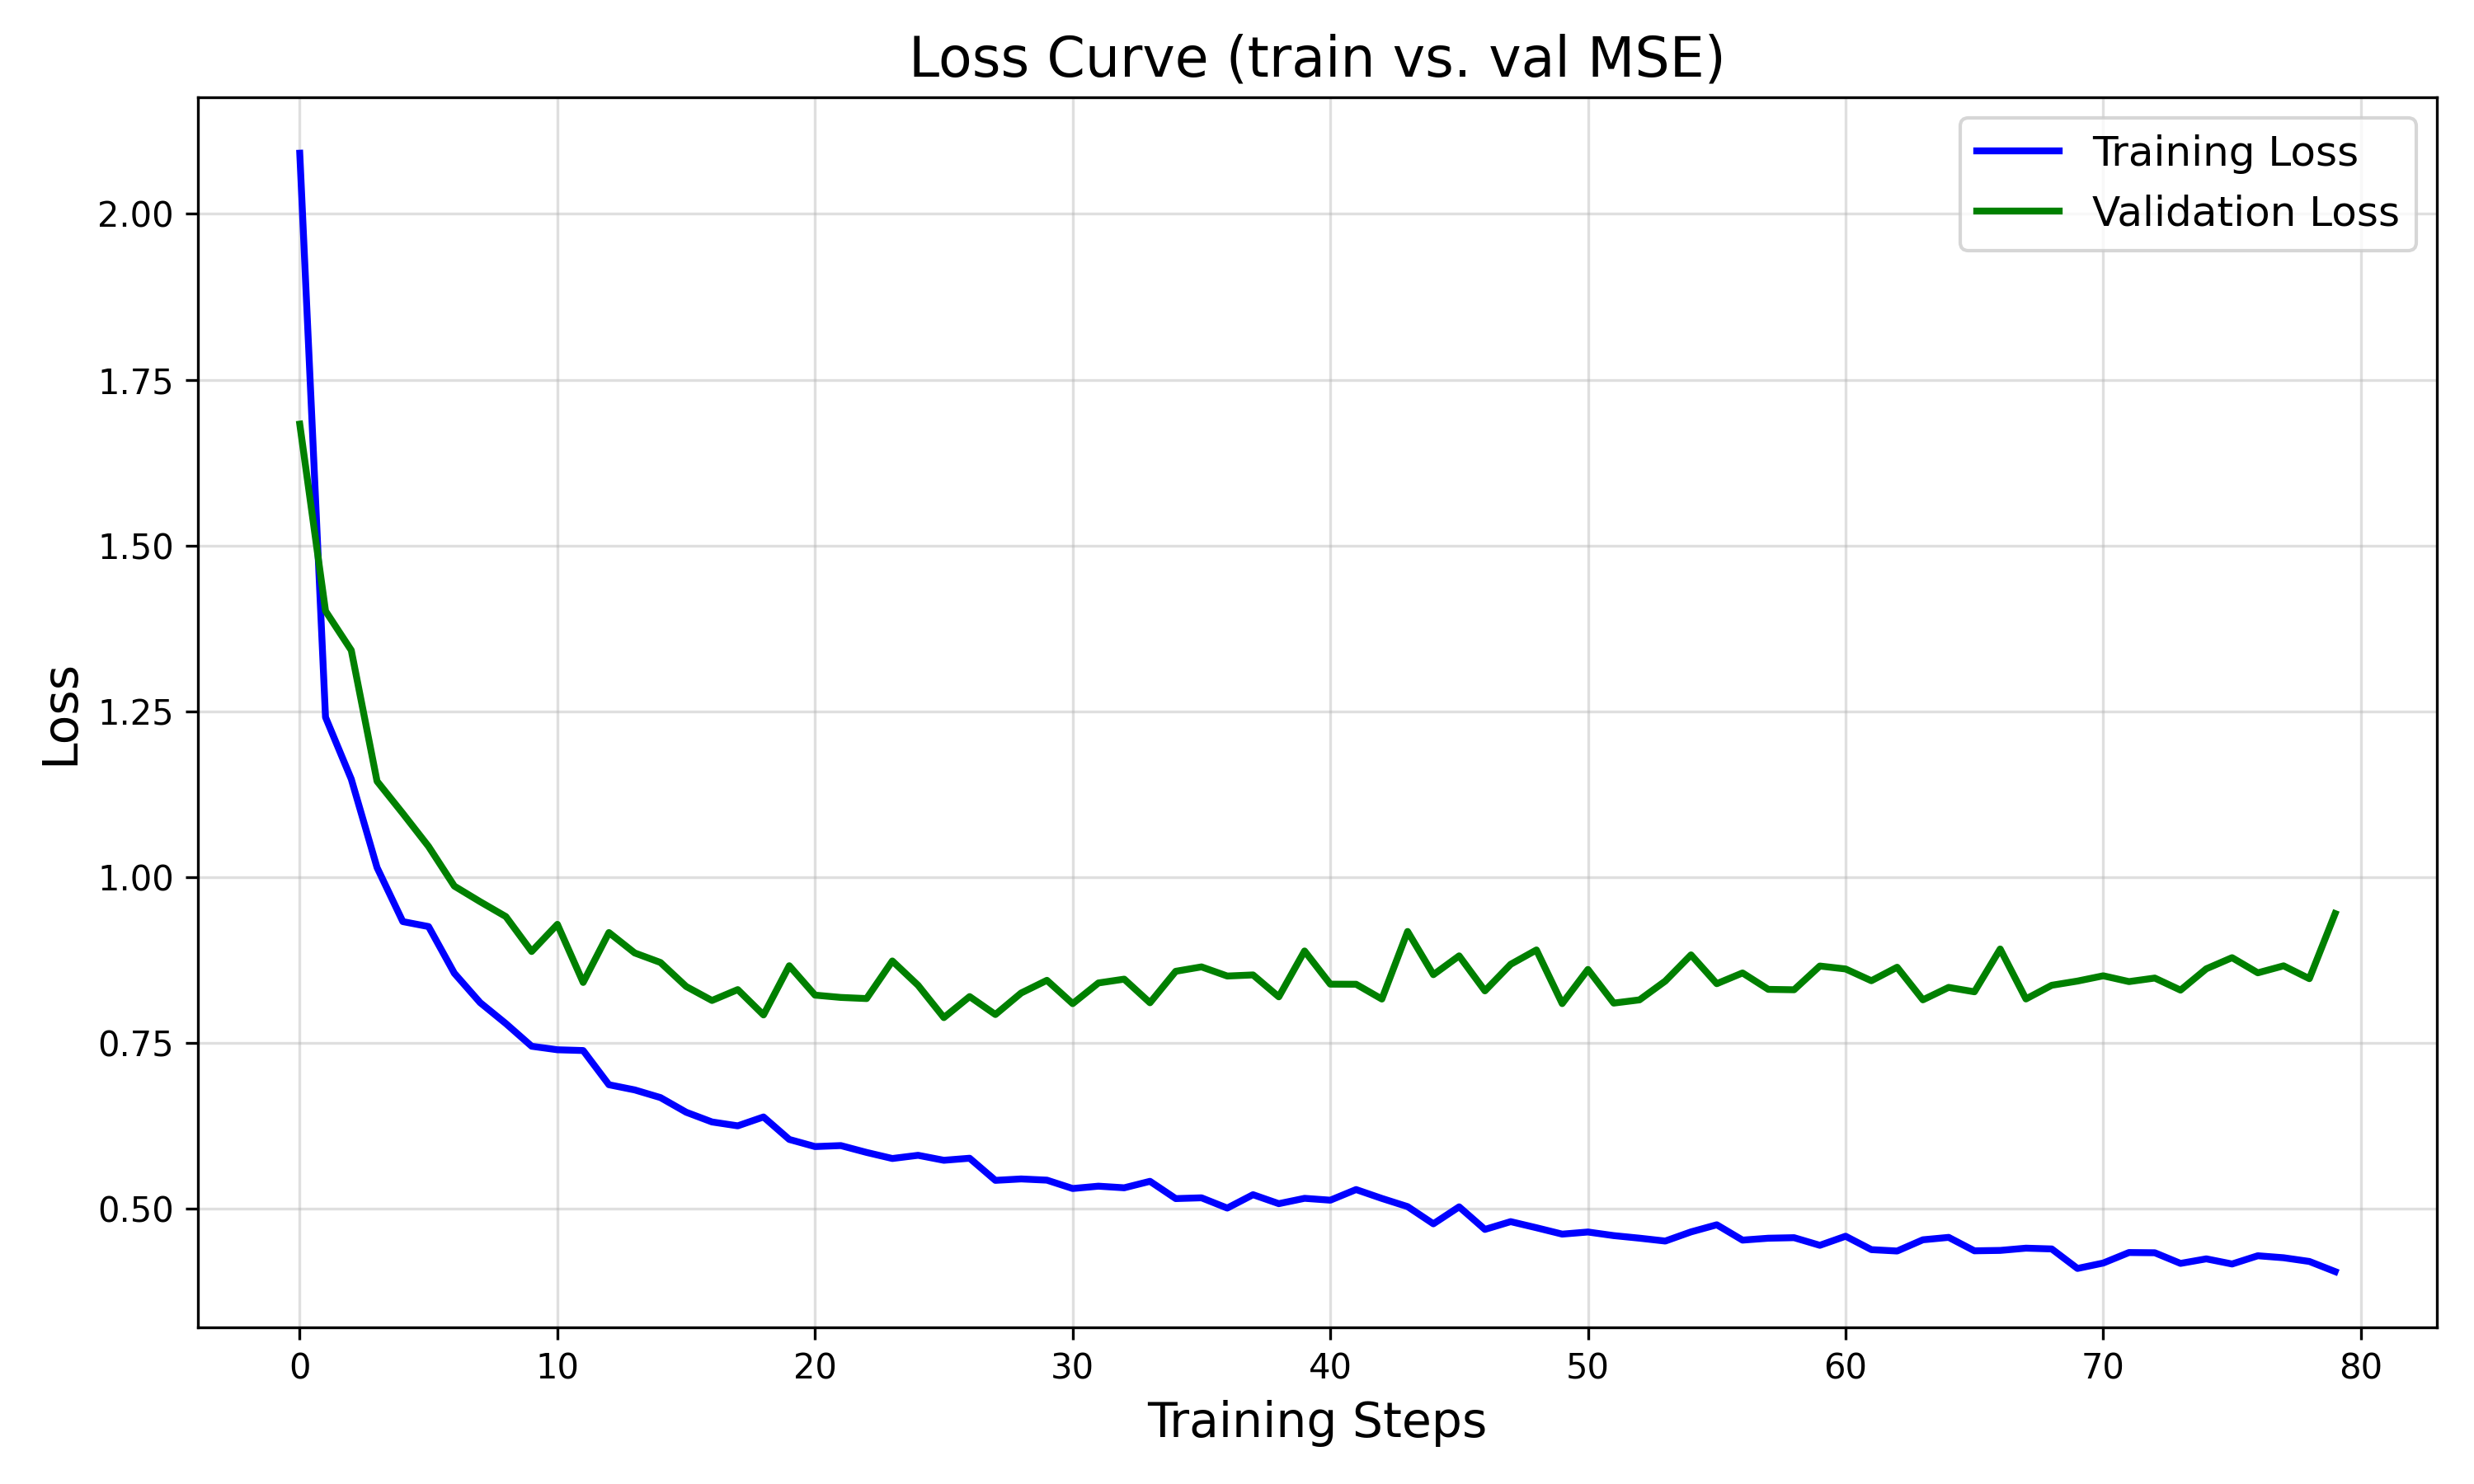 Loss Curve (train vs. val MSE)
Training Loss
Validation Loss
2.00
1.75
1.50
1.25
1.00
0.75
0.50
Loss
0 10 20 30 40 50 60 70 80
Training Steps